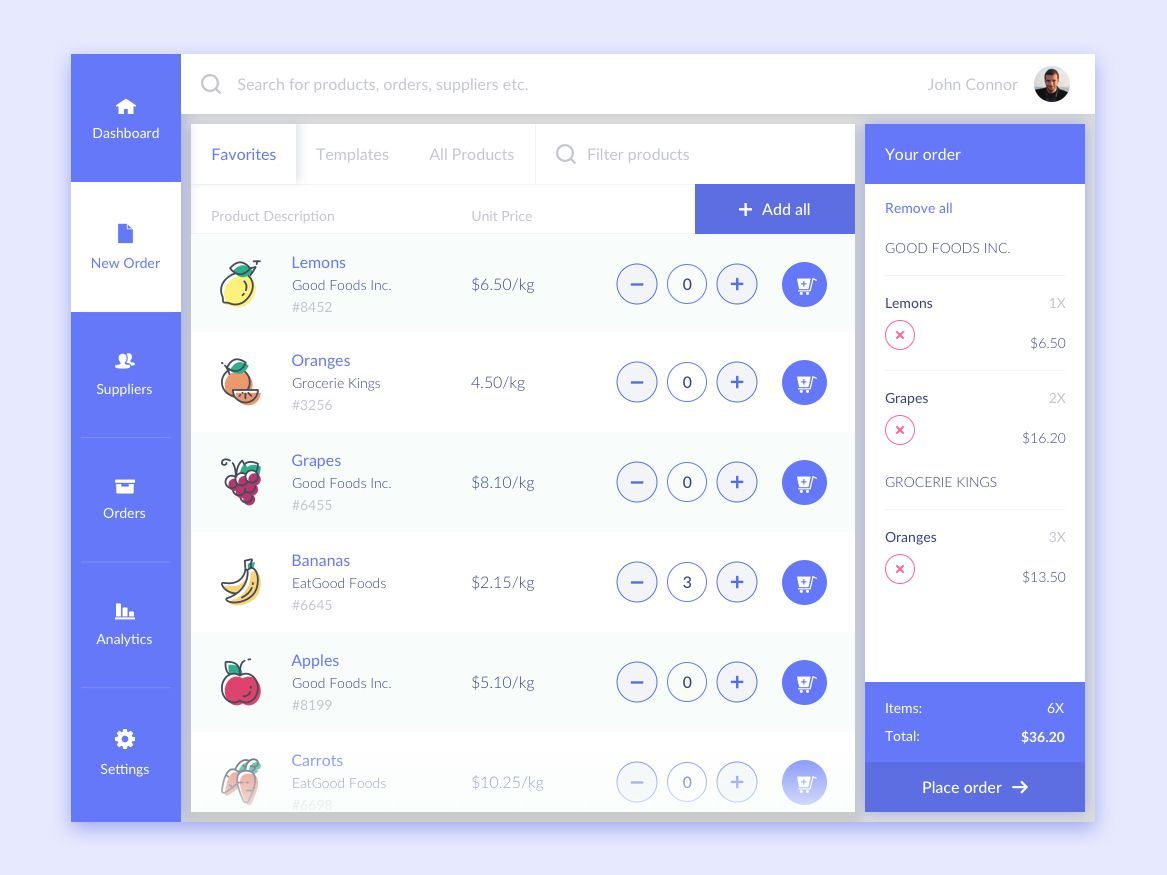 Dashboard
New Order
Suppliers
Orders
Analytics
Settings
Search for products, orders, suppliers etc.
John Connor
Favorites
Templates
All Products
Filter products
Product Description
Unit Price
+ Add all
Lemons
Good Foods Inc.
#8452
$6.50/kg
0
Oranges
Grocerie Kings
#3256
4.50/kg
0
Grapes
Good Foods Inc.
#6455
$8.10/kg
0
Bananas
EatGood Foods
#6645
$2.15/kg
3
Apples
Good Foods Inc.
#8199
$5.10/kg
0
Carrots
EatGood Foods
#6698
$10.25/kg
0
Your order
Remove all
GOOD FOODS INC.
Lemons 1X
$6.50
Grapes 2X
$16.20
GROCERIE KINGS
Oranges 3X
$13.50
Items: 6X
Total: $36.20
Place order →